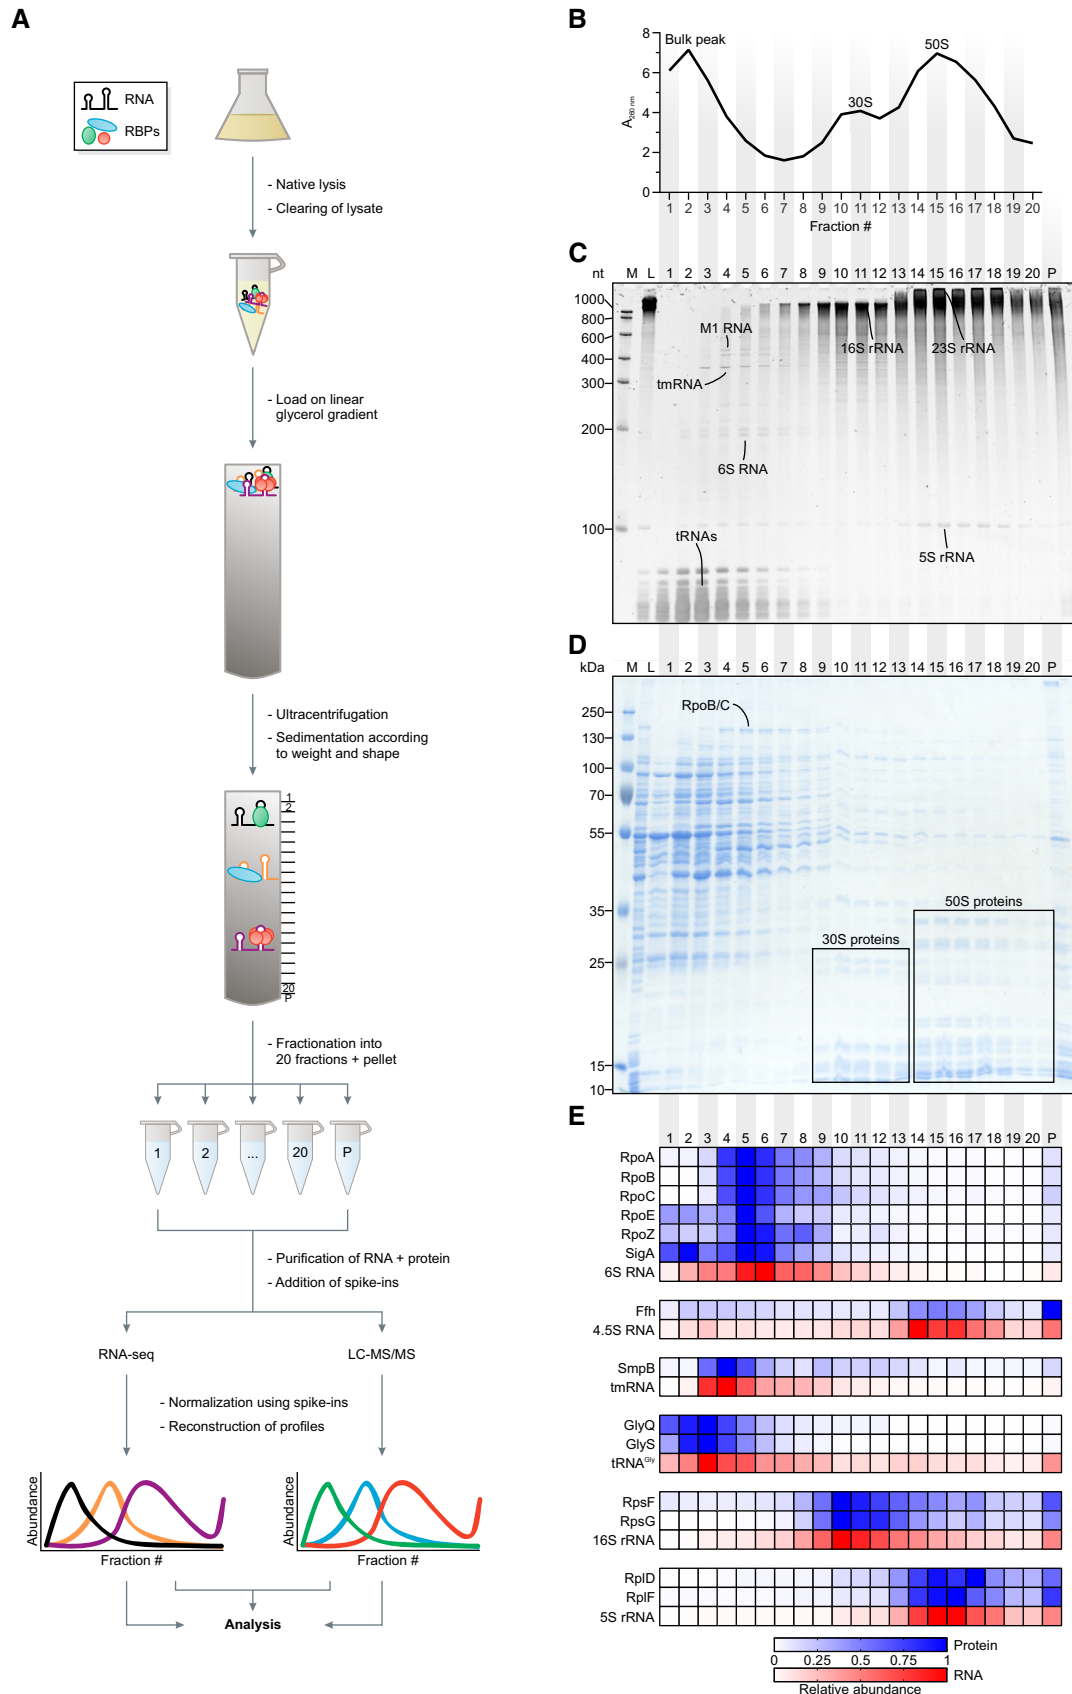 A
RNA
RBPs
- Native lysis
- Clearing of lysate
- Load on linear
glycerol gradient
- Ultracentrifugation
- Sedimentation according
to weight and shape
1
2
20
P
- Fractionation into
20 fractions + pellet
1 2 ... 20 P
- Purification of RNA + protein
- Addition of spike-ins
RNA-seq LC-MS/MS
- Normalization using spike-ins
- Reconstruction of profiles
Abundance
Fraction #
Abundance
Fraction #
Analysis
B
8
6
4
2
0
A260 nm
Bulk peak
30S
50S
1 2 3 4 5 6 7 8 9 10 11 12 13 14 15 16 17 18 19 20
Fraction #
C
nt M L 1 2 3 4 5 6 7 8 9 10 11 12 13 14 15 16 17 18 19 20 P
1000
800
600
400
300
200
100
M1 RNA
16S rRNA
23S rRNA
tmRNA
6S RNA
tRNAs
5S rRNA
D
kDa M L 1 2 3 4 5 6 7 8 9 10 11 12 13 14 15 16 17 18 19 20 P
250
130
100
70
55
35
25
15
10
RpoB/C
50S proteins
30S proteins
E
1 2 3 4 5 6 7 8 9 10 11 12 13 14 15 16 17 18 19 20 P
RpoA
RpoB
RpoC
RpoE
RpoZ
SigA
6S RNA
Ffh
4.5S RNA
SmpB
tmRNA
GlyQ
GlyS
tRNAGly
RpsF
RpsG
16S rRNA
RplD
RplF
5S rRNA
Protein
0 0.25 0.5 0.75 1
RNA
Relative abundance